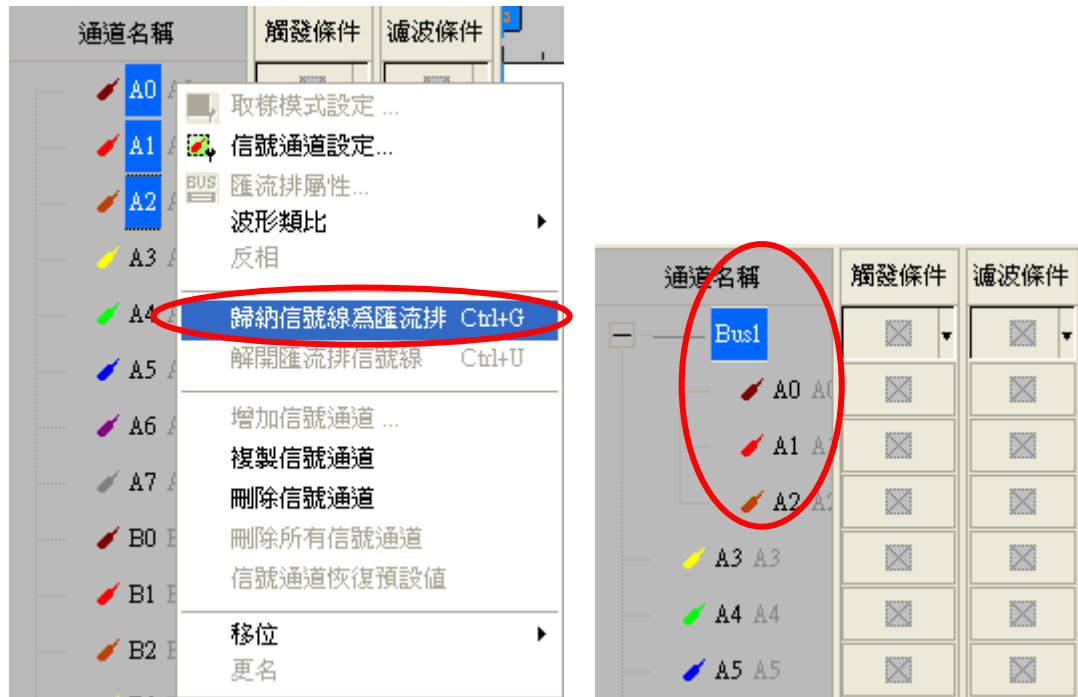 通道名稱 觸發條件 濾波條件
A0
A1
A2
A3
A4
A5
A6
A7
B0
B1
B2
取樣模式設定 ...
信號通道設定...
BUS 匯流排屬性...
波形類比
反相
歸納信號線爲匯流排 Ctrl+G
解開匯流排信號線 Ctrl+U
增加信號通道 ...
複製信號通道
刪除信號通道
刪除所有信號通道
信號通道恢復預設值
移位
更名
通道名稱 觸發條件 濾波條件
Bus1
A0 A0
A1 A1
A2 A2
A3 A3
A4 A4
A5 A5